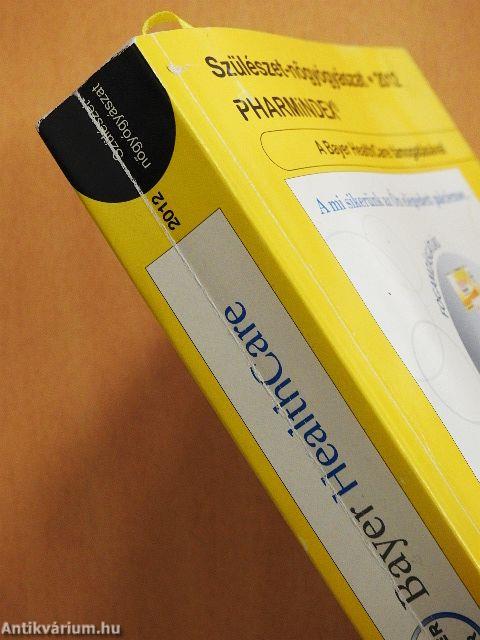 Szülészet-nőgyógyászat • 2012
PHARMINDEX®
A Bayer HealthCare támogatásával
A mi sikerünk az Ön elégedett páciensei...
Szülészet
nőgyógyászat
2012
Bayer HealthCare
Antikvárium.hu